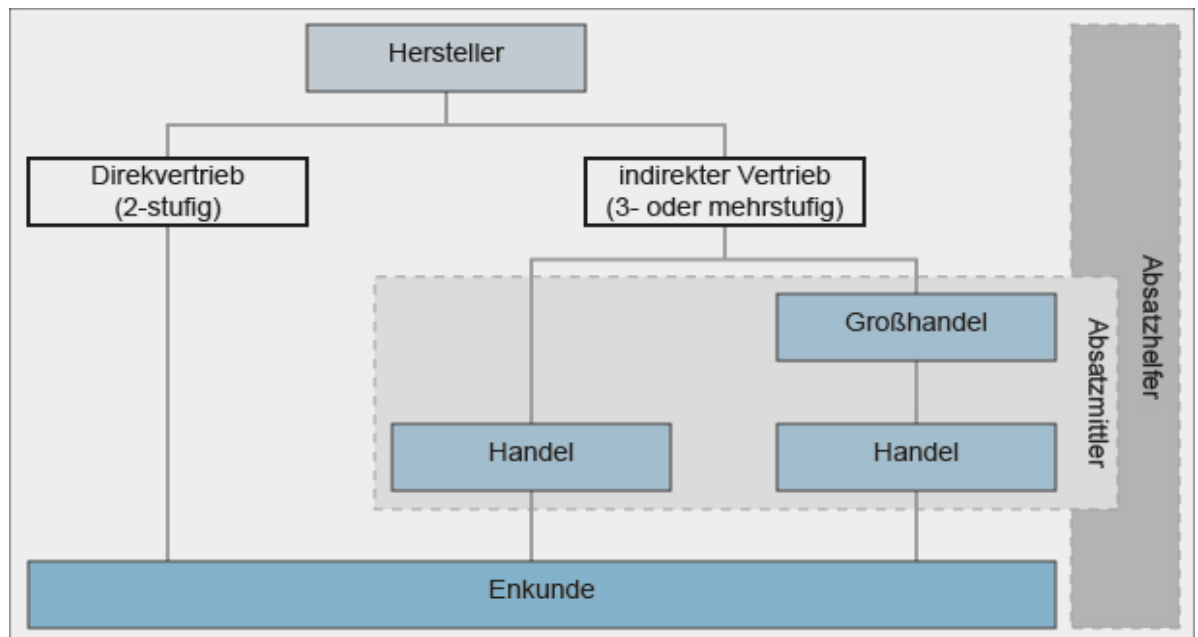 Hersteller
Direkvertrieb
(2-stufig)
indirekter Vertrieb
(3- oder mehrstufig)
Großhandel
Handel
Handel
Enkunde
Absatzmittler
Absatzhelfer